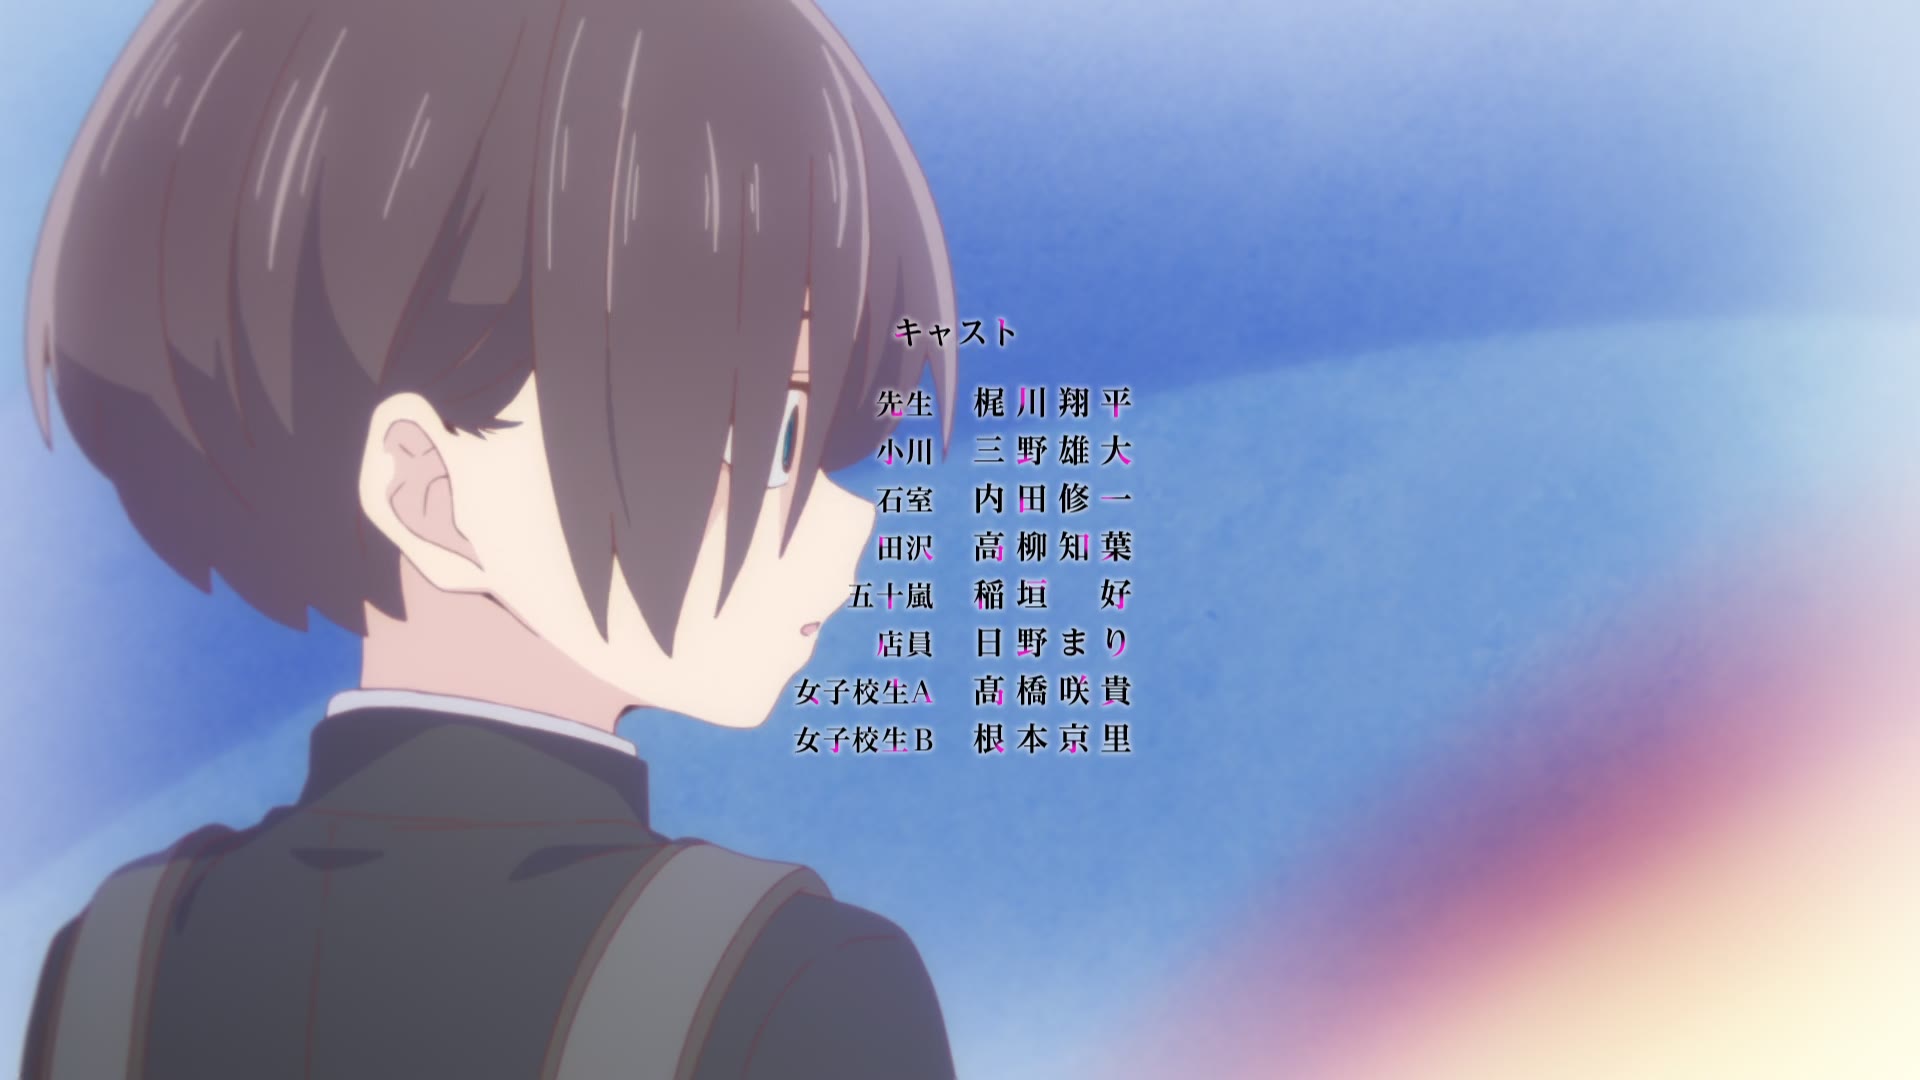 キャスト
先生 梶川翔平
小川 三野雄大
石室 内田修一
田沢 高柳知葉
五十嵐 稲垣 好
店員 日野まり
女子校生A 髙橋咲貴
女子校生B 根本京里